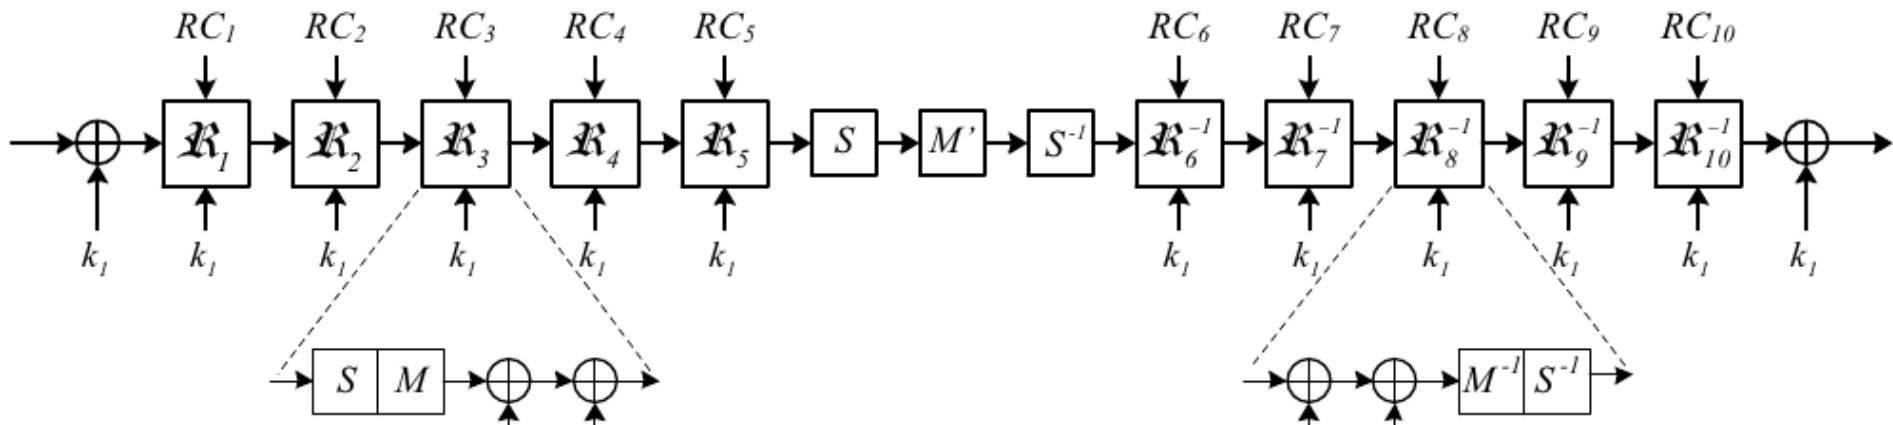 RC₁ RC₂ RC₃ RC₄ RC₅ RC₆ RC₇ RC₈ RC₉ RC₁₀
ℜ₁ ℜ₂ ℜ₃ ℜ₄ ℜ₅ S M’ S⁻¹ ℜ₆⁻¹ ℜ₇⁻¹ ℜ₈⁻¹ ℜ₉⁻¹ ℜ₁₀⁻¹
k₁ k₁ k₁ k₁ k₁ k₁ k₁ k₁ k₁ k₁ k₁ k₁
S M M⁻¹ S⁻¹